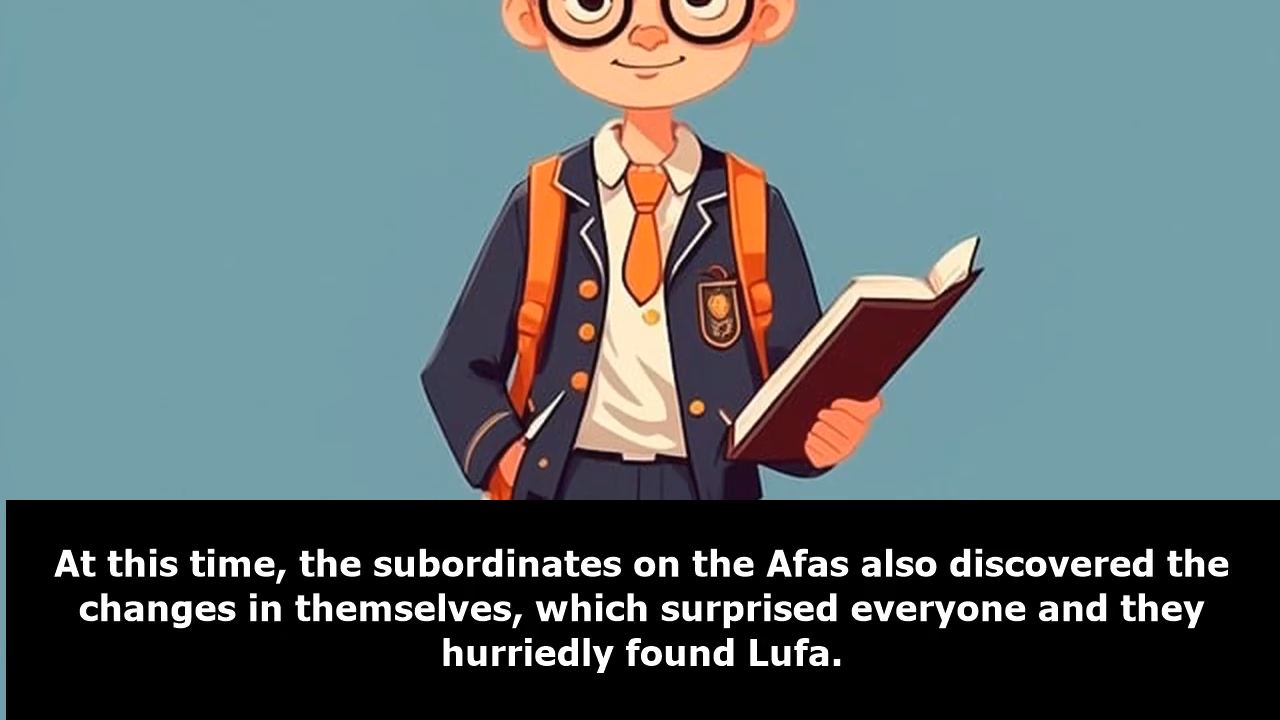 At this time, the subordinates on the Afas also discovered the
changes in themselves, which surprised everyone and they
hurriedly found Lufa.